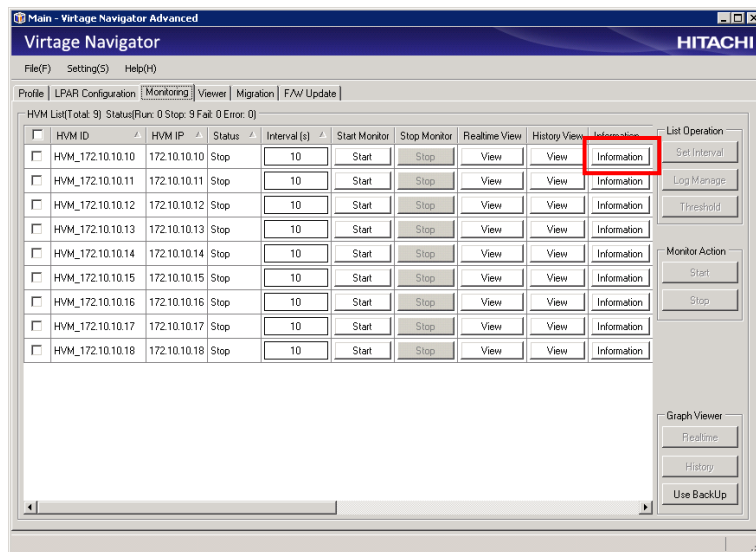 Main - Virtage Navigator Advanced
Virtage Navigator HITACHI
File(F) Setting(S) Help(H)
Profile LPAR Configuration Monitoring Viewer Migration F/W Update
HVM List(Total: 9) Status(Run: 0 Stop: 9 Fail: 0 Error: 0)
HVM ID HVM IP Status Interval (s) Start Monitor Stop Monitor Realtime View History View Information List Operation
HVM_172.10.10.10 172.10.10.10 Stop 10 Start Stop View View Information Set Interval
HVM_172.10.10.11 172.10.10.11 Stop 10 Start Stop View View Information Log Manage
HVM_172.10.10.12 172.10.10.12 Stop 10 Start Stop View View Information Threshold
HVM_172.10.10.13 172.10.10.13 Stop 10 Start Stop View View Information
HVM_172.10.10.14 172.10.10.14 Stop 10 Start Stop View View Information Monitor Action
HVM_172.10.10.15 172.10.10.15 Stop 10 Start Stop View View Information Start
HVM_172.10.10.16 172.10.10.16 Stop 10 Start Stop View View Information Stop
HVM_172.10.10.17 172.10.10.17 Stop 10 Start Stop View View Information
HVM_172.10.10.18 172.10.10.18 Stop 10 Start Stop View View Information
Graph Viewer
Realtime
History
Use BackUp